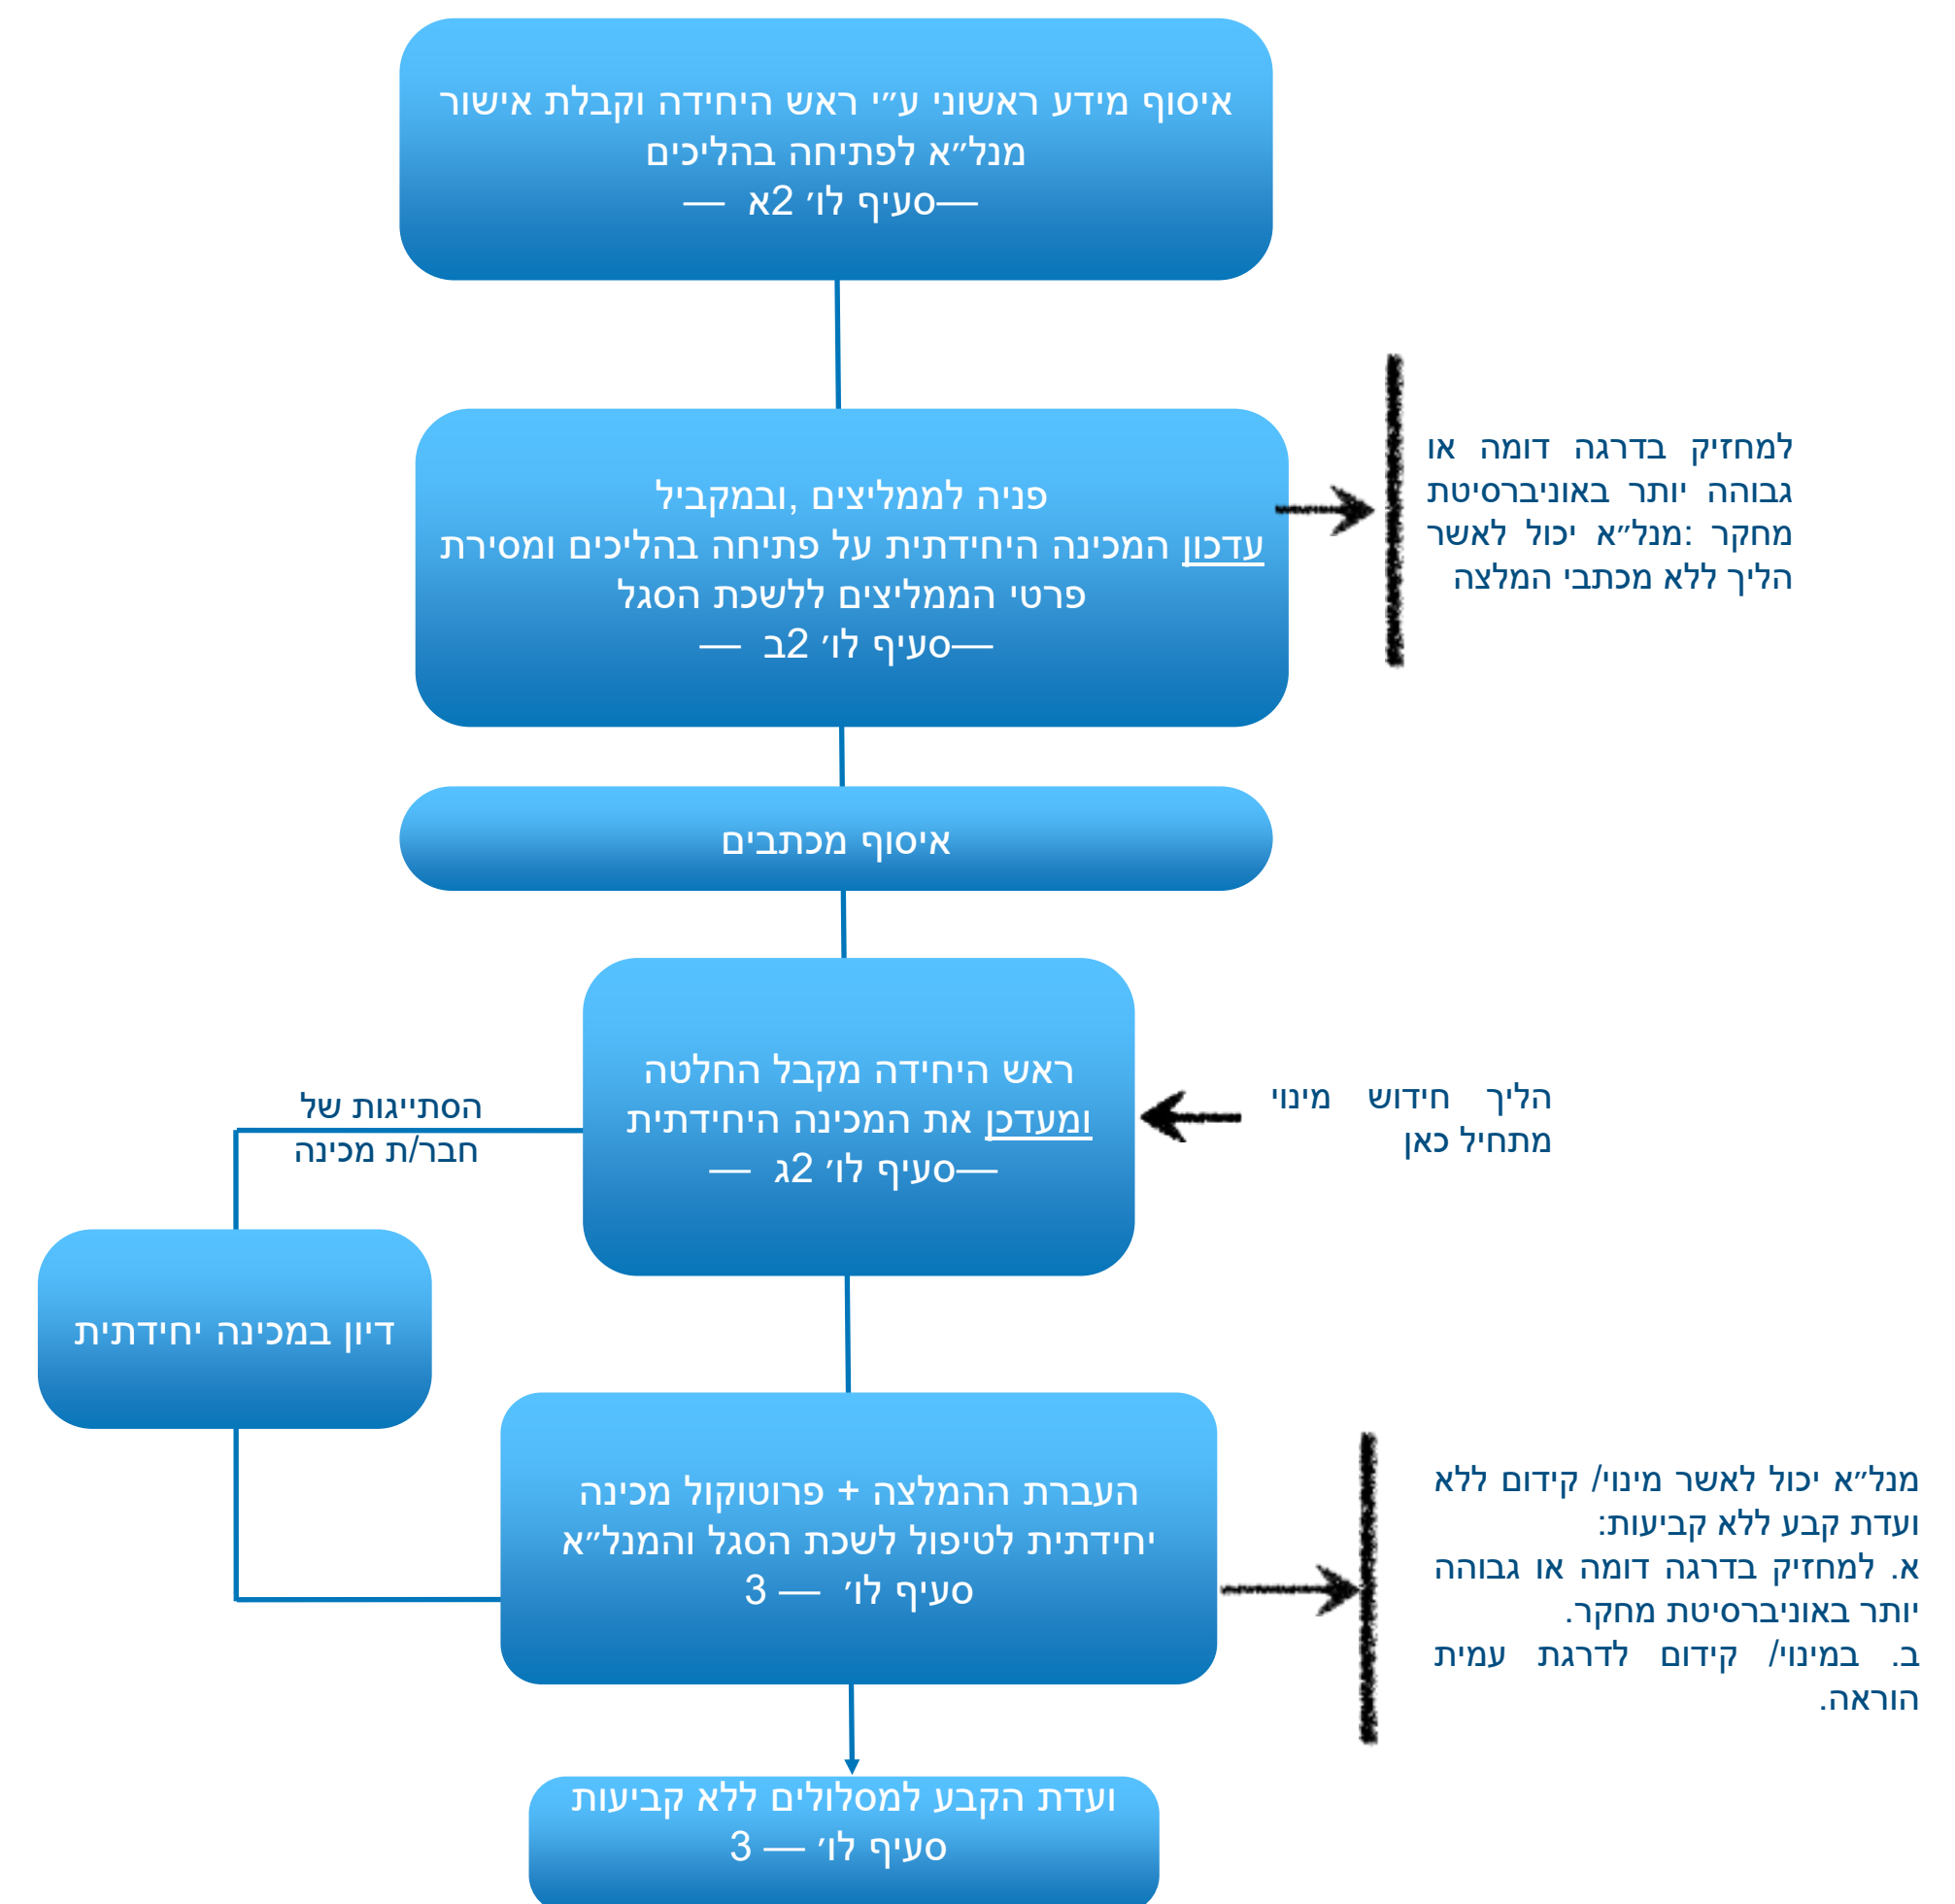 איסוף מידע ראשוני ע״י ראש היחידה וקבלת אישור
מנל״א לפתיחה בהליכים
—סעיף לו׳ 2א —
פניה לממליצים ,ובמקביל
עדכון המכינה היחידתית על פתיחה בהליכים ומסירת
פרטי הממליצים ללשכת הסגל
—סעיף לו׳ 2ב —
למחזיק בדרגה דומה או
גבוהה יותר באוניברסיטת
מחקר :מנל״א יכול לאשר
הליך ללא מכתבי המלצה
איסוף מכתבים
ראש היחידה מקבל החלטה
ומעדכן את המכינה היחידתית
—סעיף לו׳ 2ג —
הליך חידוש מינוי
מתחיל כאן
הסתייגות של
חבר/ת מכינה
דיון במכינה יחידתית
העברת ההמלצה + פרוטוקול מכינה
יחידתית לטיפול לשכת הסגל והמנל״א
סעיף לו׳ — 3
מנל״א יכול לאשר מינוי/ קידום ללא
ועדת קבע ללא קביעות:
א. למחזיק בדרגה דומה או גבוהה
יותר באוניברסיטת מחקר.
ב. במינוי/ קידום לדרגת עמית
הוראה.
ועדת הקבע למסלולים ללא קביעות
סעיף לו׳ — 3